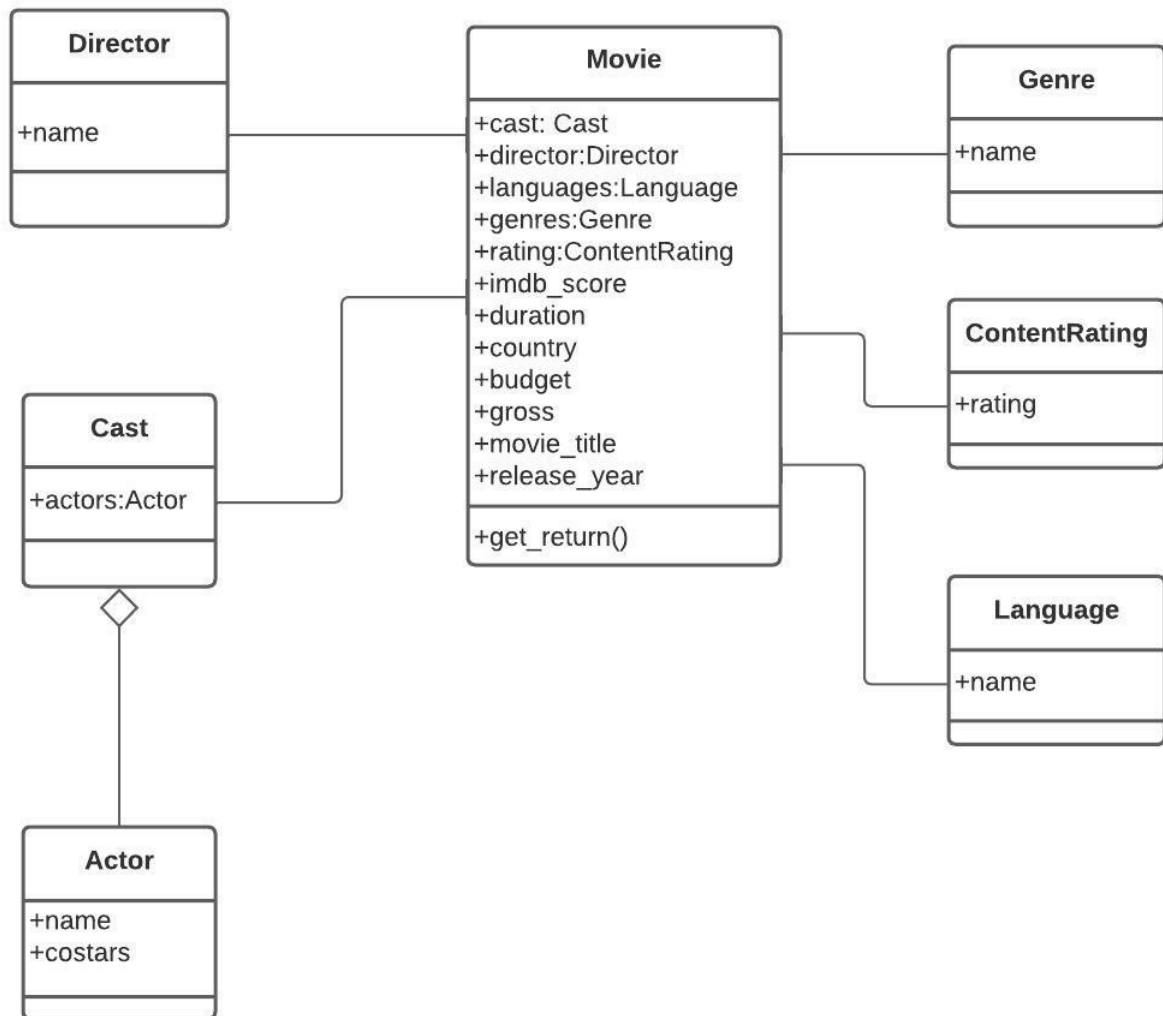 Director
+name
Movie
+cast: Cast
+director:Director
+languages:Language
+genres:Genre
+rating:ContentRating
+imdb_score
+duration
+country
+budget
+gross
+movie_title
+release_year
+get_return()
Genre
+name
ContentRating
+rating
Cast
+actors:Actor
Language
+name
Actor
+name
+costars